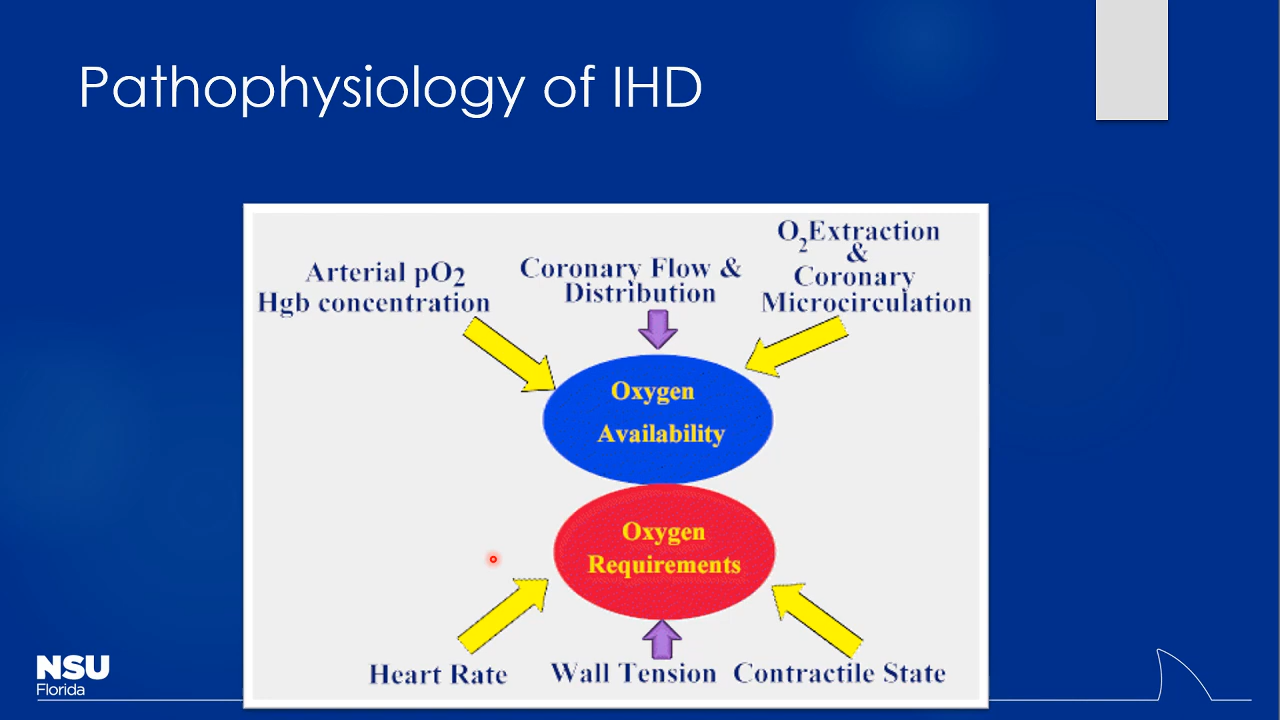 Pathophysiology of IHD
Arterial pO2
Hgb concentration
Coronary Flow &
Distribution
O2Extraction
&
Coronary
Microcirculation
Oxygen
Availability
Oxygen
Requirements
Heart Rate
Wall Tension
Contractile State
NSU
Florida